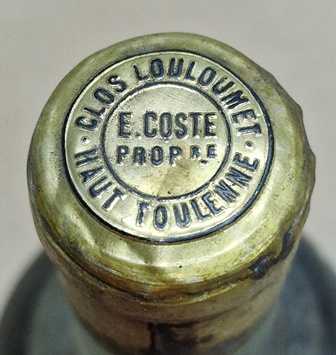 CLOS LOULOUMET
E. COSTE
PROP RE
HAUT TOULENNE